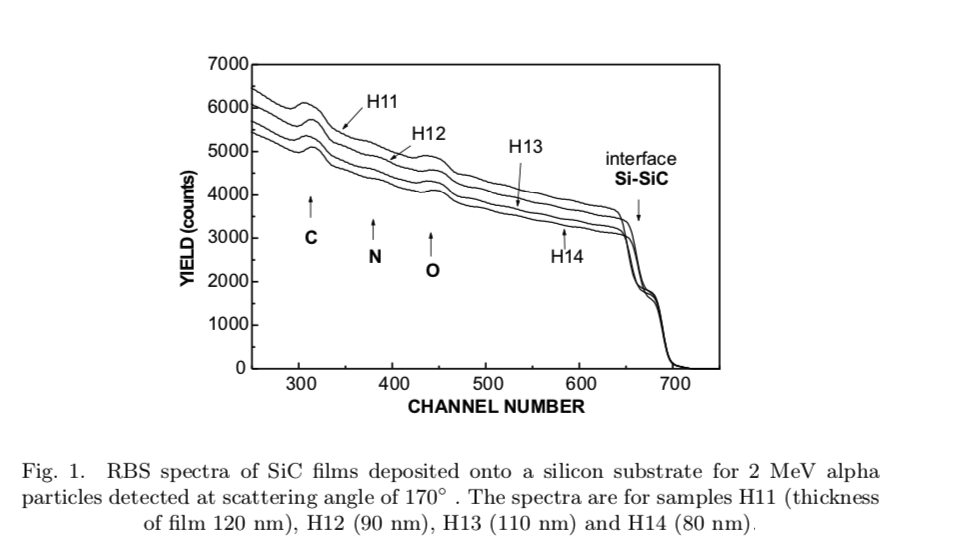 7000
6000
5000
4000
3000
2000
1000
0
YIELD (counts)
H11
H12
H13
interface
Si-SiC
C
N
O
H14
300 400 500 600 700
CHANNEL NUMBER
Fig. 1. RBS spectra of SiC films deposited onto a silicon substrate for 2 MeV alpha
particles detected at scattering angle of 170° . The spectra are for samples H11 (thickness
of film 120 nm), H12 (90 nm), H13 (110 nm) and H14 (80 nm).